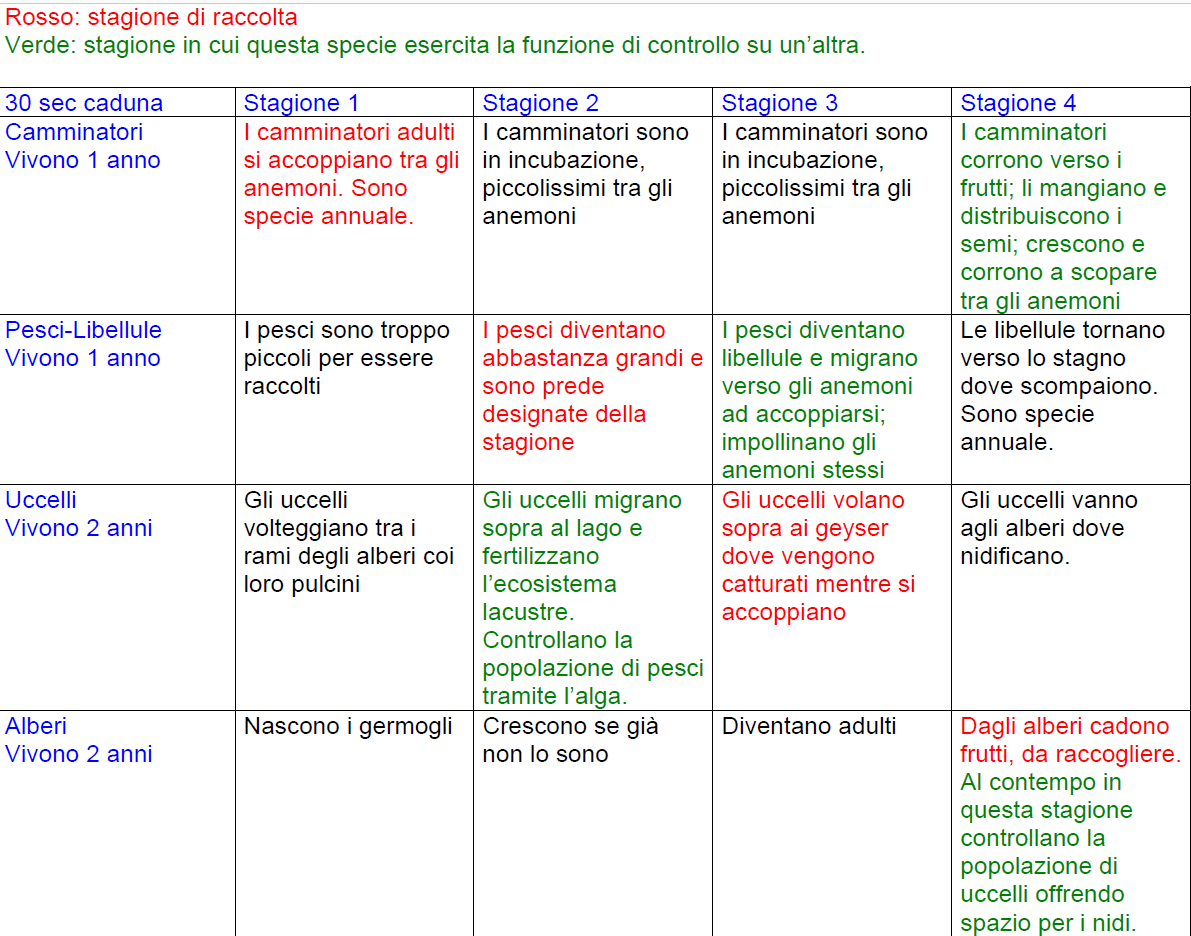 Rosso: stagione di raccolta
Verde: stagione in cui questa specie esercita la funzione di controllo su un’altra.
30 sec caduna
Stagione 1
Stagione 2
Stagione 3
Stagione 4
Camminatori
Vivono 1 anno
I camminatori adulti
si accoppiano tra gli
anemoni. Sono
specie annuale.
I camminatori sono
in incubazione,
piccolissimi tra gli
anemoni
I camminatori sono
in incubazione,
piccolissimi tra gli
anemoni
I camminatori
corrono verso i
frutti; li mangiano e
distribuiscono i
semi; crescono e
corrono a scopare
tra gli anemoni
Pesci-Libellule
Vivono 1 anno
I pesci sono troppo
piccoli per essere
raccolti
I pesci diventano
abbastanza grandi e
sono prede
designate della
stagione
I pesci diventano
libellule e migrano
verso gli anemoni
ad accoppiarsi;
impollinano gli
anemoni stessi
Le libellule tornano
verso lo stagno
dove scompaiono.
Sono specie
annuale.
Uccelli
Vivono 2 anni
Gli uccelli
volteggiano tra i
rami degli alberi coi
loro pulcini
Gli uccelli migrano
sopra al lago e
fertilizzano
l’ecosistema
lacustre.
Controllano la
popolazione di pesci
tramite l’alga.
Gli uccelli volano
sopra ai geyser
dove vengono
catturati mentre si
accoppiano
Gli uccelli vanno
agli alberi dove
nidificano.
Alberi
Vivono 2 anni
Nascono i germogli
Crescono se già
non lo sono
Diventano adulti
Dagli alberi cadono
frutti, da raccogliere.
Al contempo in
questa stagione
controllano la
popolazione di
uccelli offrendo
spazio per i nidi.